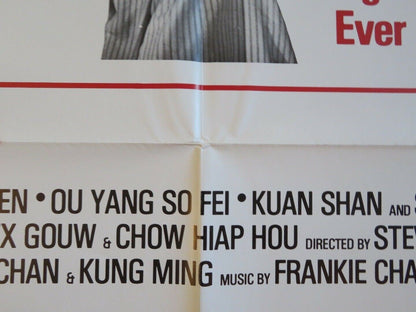 Ever
EN • OU YANG SO FEI • KUAN SHAN AND
X GOUW & CHOW HIAP HOU DIRECTED BY STEV
CHAN & KUNG MING MUSIC BY FRANKIE CHA